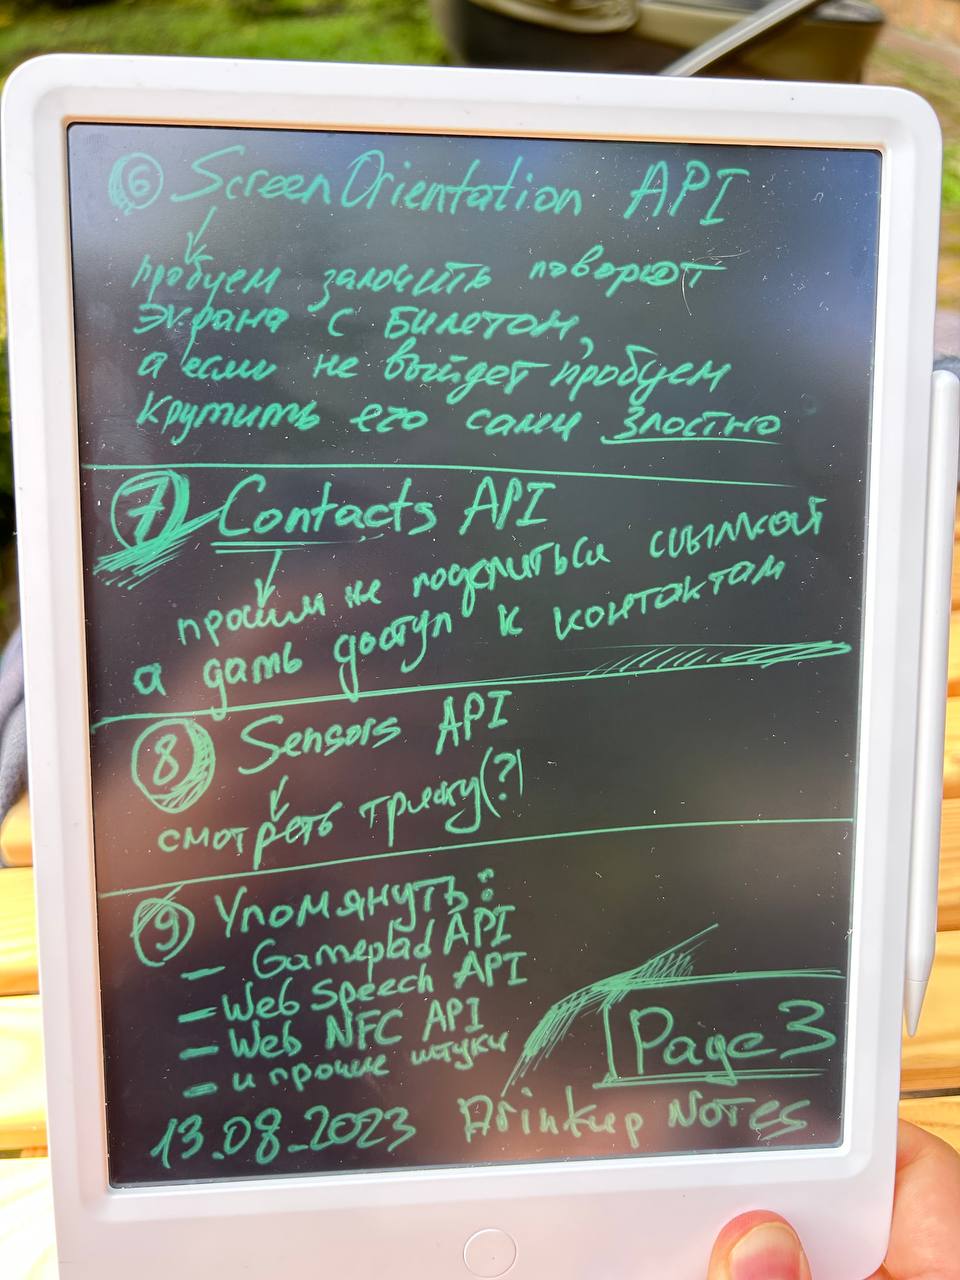 6 Screen Orientation API
пробуем залочить поворот
экрана с билетом,
а если не выйдет пробуем
крутить его сами злостно
7 Contacts API
просим не поделиться ссылкой
а дать доступ к контактам
8 Sensors API
смотреть (?)
9 Упомянуть:
- Gamepad API
- Web Speech API
- Web NFC API
- и прочие штуки
Page 3
13.08.2023 Drinkup Notes